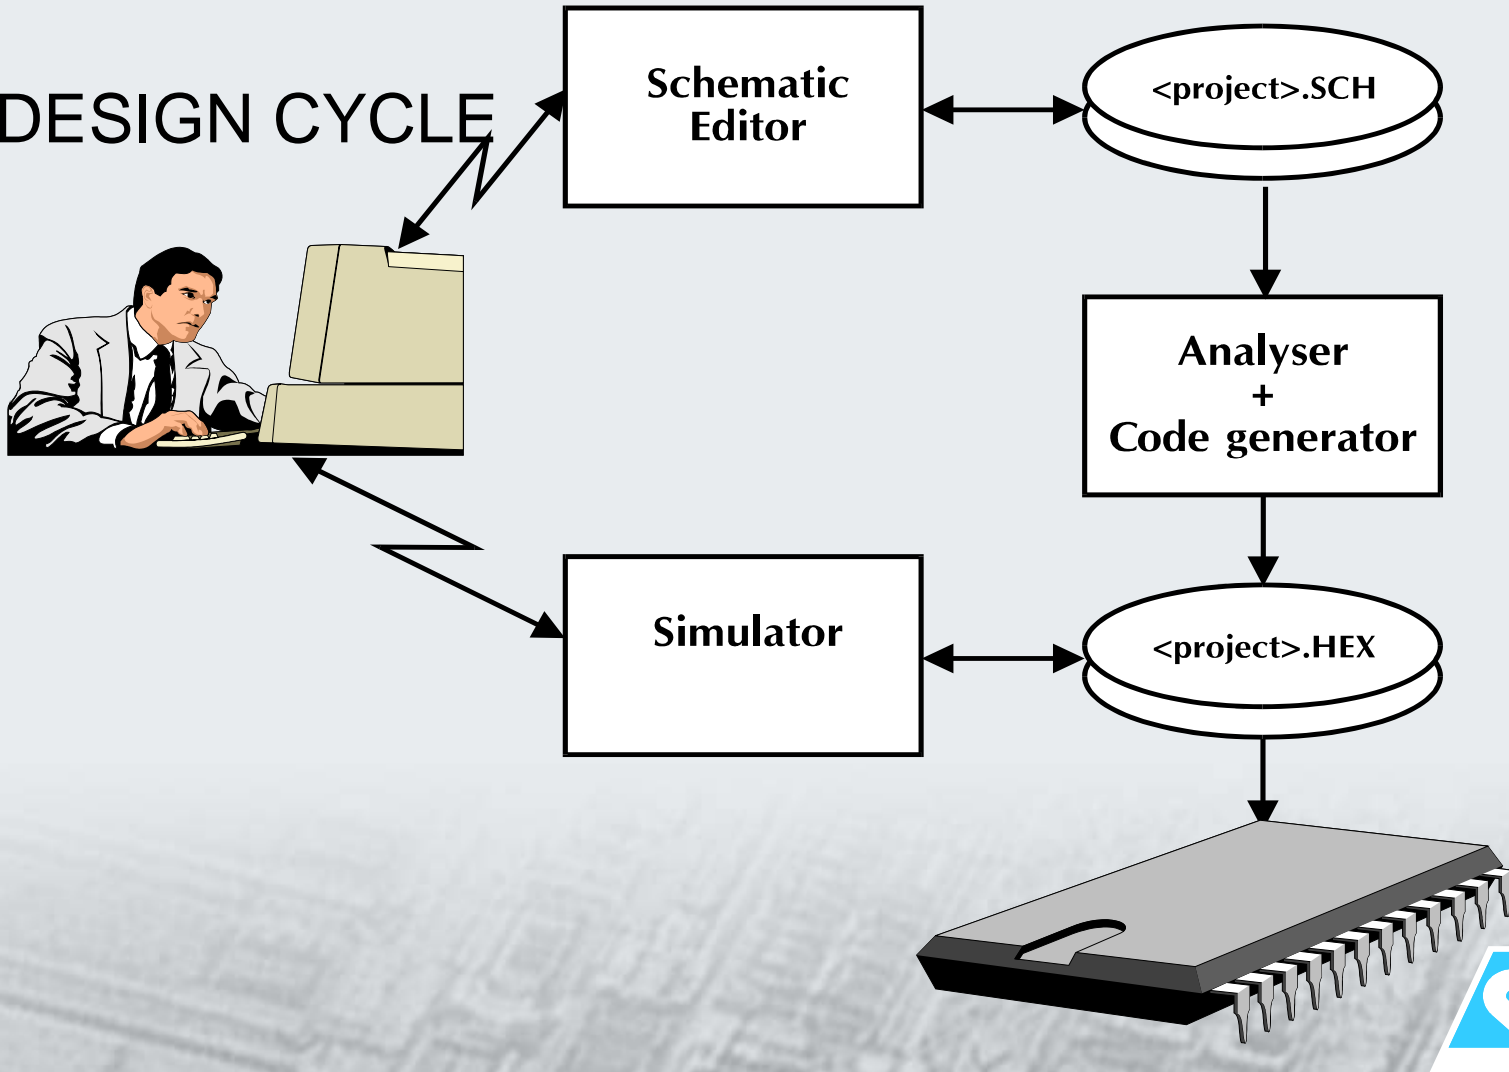 DESIGN CYCLE
Schematic
Editor
<project>.SCH
Analyser
+
Code generator
Simulator
<project>.HEX